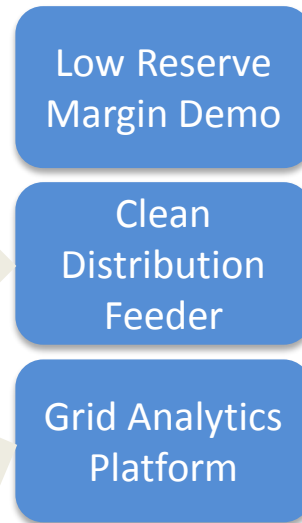 Low Reserve
Margin Demo
Clean
Distribution
Feeder
Grid Analytics
Platform